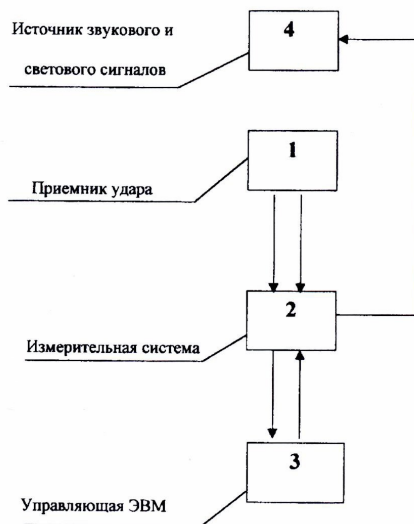 Источник звукового и
светового сигналов
4
1
Приемник удара
2
Измерительная система
3
Управляющая ЭВМ